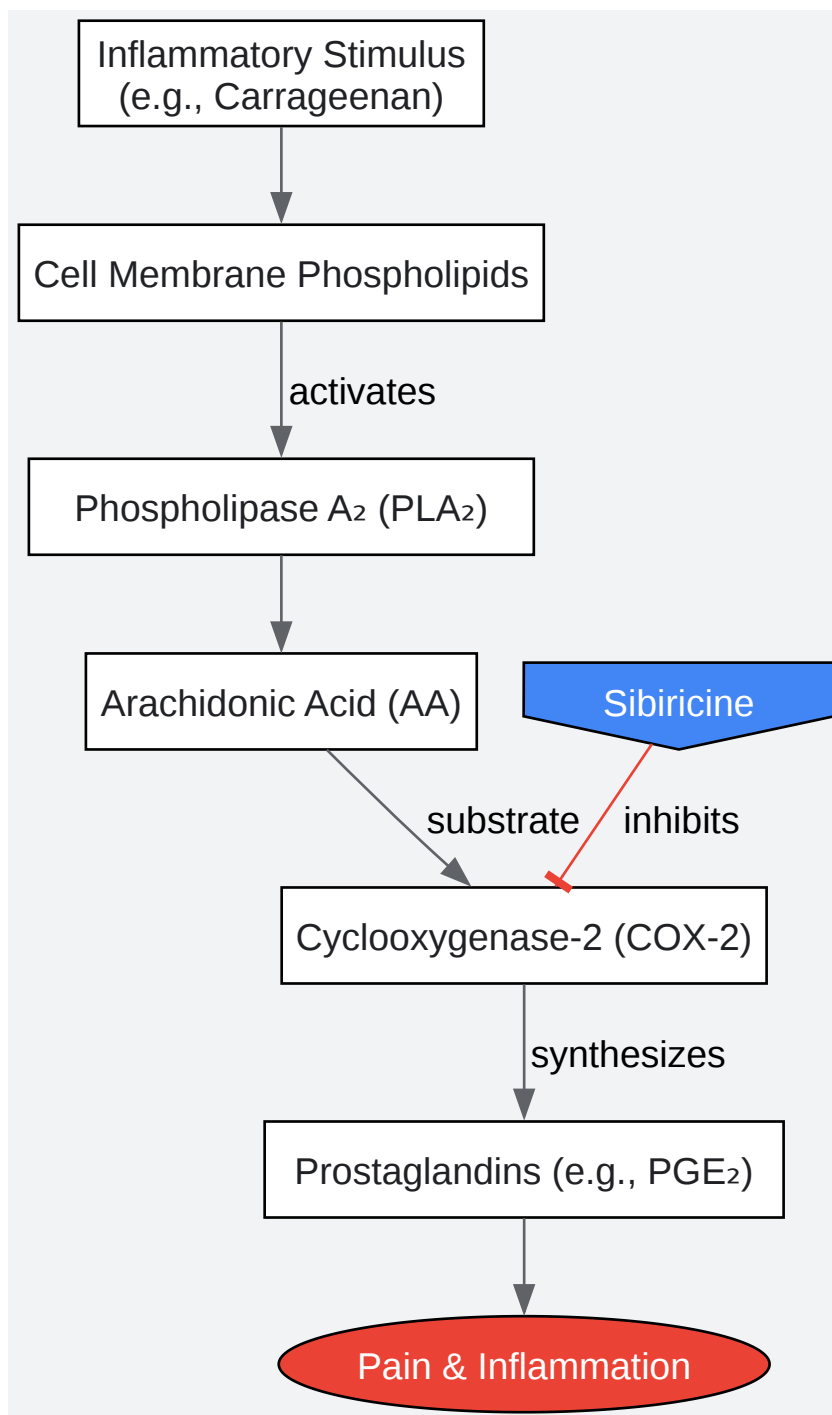 Inflammatory Stimulus
(e.g., Carrageenan)
Cell Membrane Phospholipids
activates
Phospholipase A₂ (PLA₂)
Arachidonic Acid (AA)
Sibiricine
substrate
inhibits
Cyclooxygenase-2 (COX-2)
synthesizes
Prostaglandins (e.g., PGE₂)
Pain & Inflammation